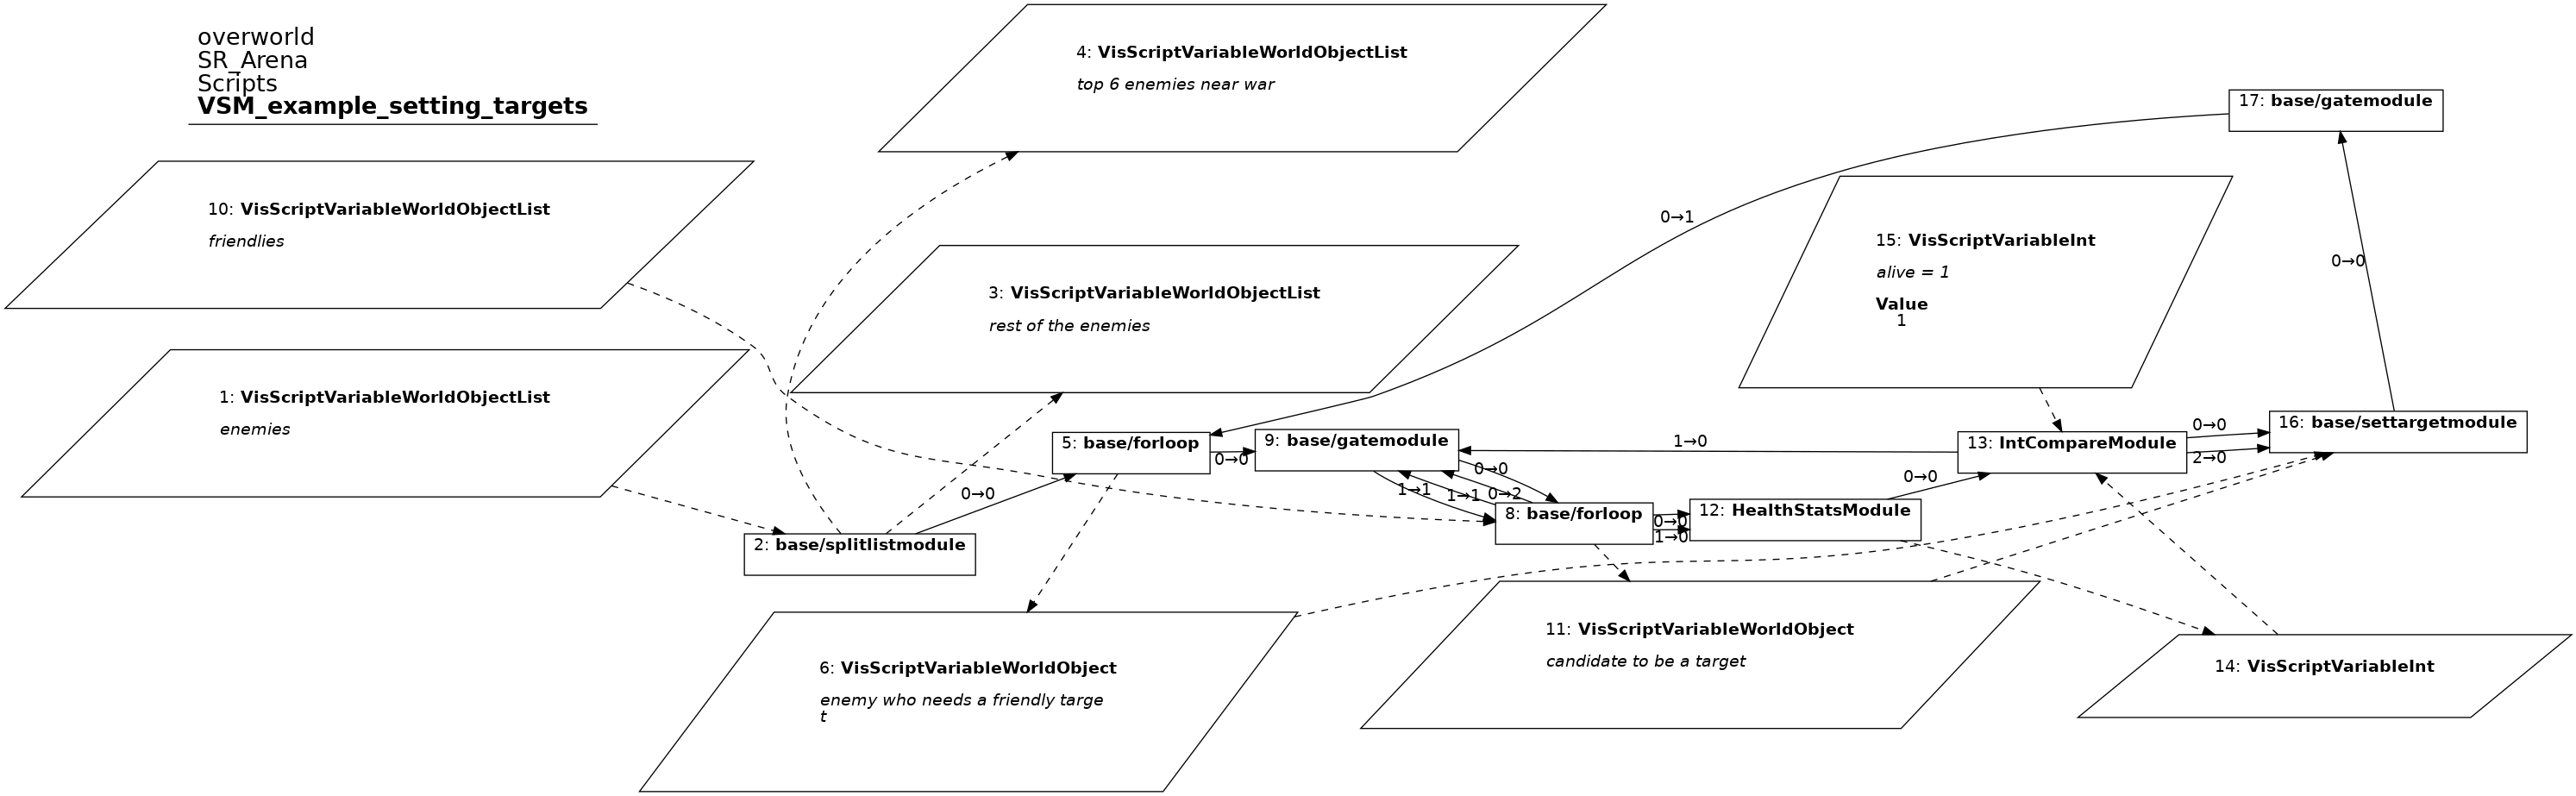 overworld
SR_Arena
Scripts
VSM_example_setting_targets
4: VisScriptVariableWorldObjectList
top 6 enemies near war
17: base/gatemodule
10: VisScriptVariableWorldObjectList
friendlies
0→1
15: VisScriptVariableInt
alive = 1
Value
1
0→0
3: VisScriptVariableWorldObjectList
rest of the enemies
1: VisScriptVariableWorldObjectList
enemies
5: base/forloop
0→0
9: base/gatemodule
1→0
13: IntCompareModule
0→0
2→0
16: base/settargetmodule
0→0
0→0
1→1
1→1
0→2
0→0
8: base/forloop
0→0
1→0
12: HealthStatsModule
2: base/splitlistmodule
11: VisScriptVariableWorldObject
candidate to be a target
6: VisScriptVariableWorldObject
enemy who needs a friendly targe
t
14: VisScriptVariableInt